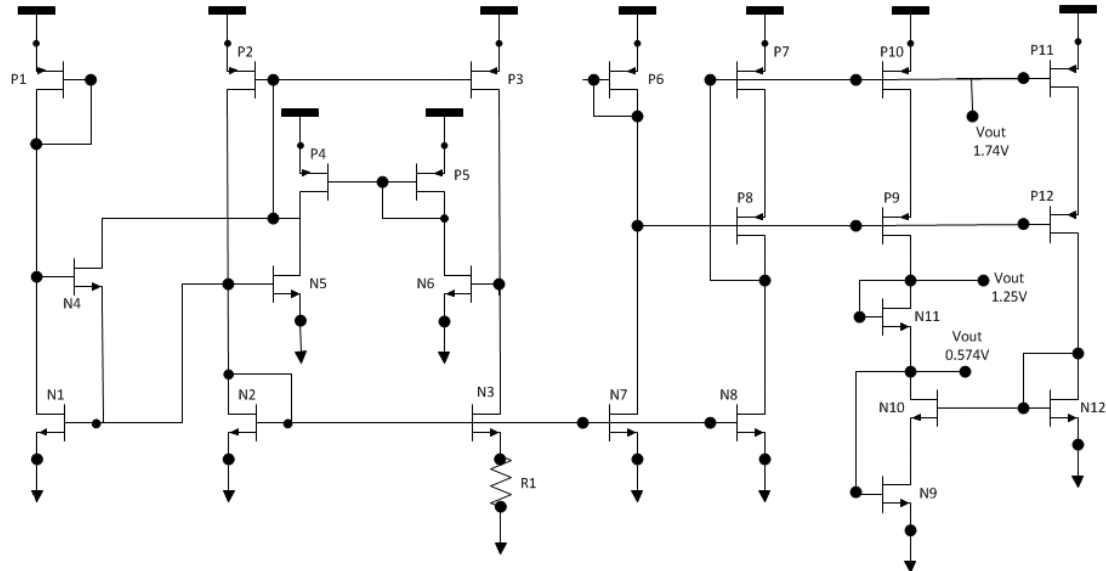 P1
P2
P3
P6
P7
P10
P11
P4
P5
Vout
1.74V
P8
P9
P12
N4
N5
N6
Vout
1.25V
N11
Vout
0.574V
N1
N2
N3
N7
N8
N10
N12
R1
N9